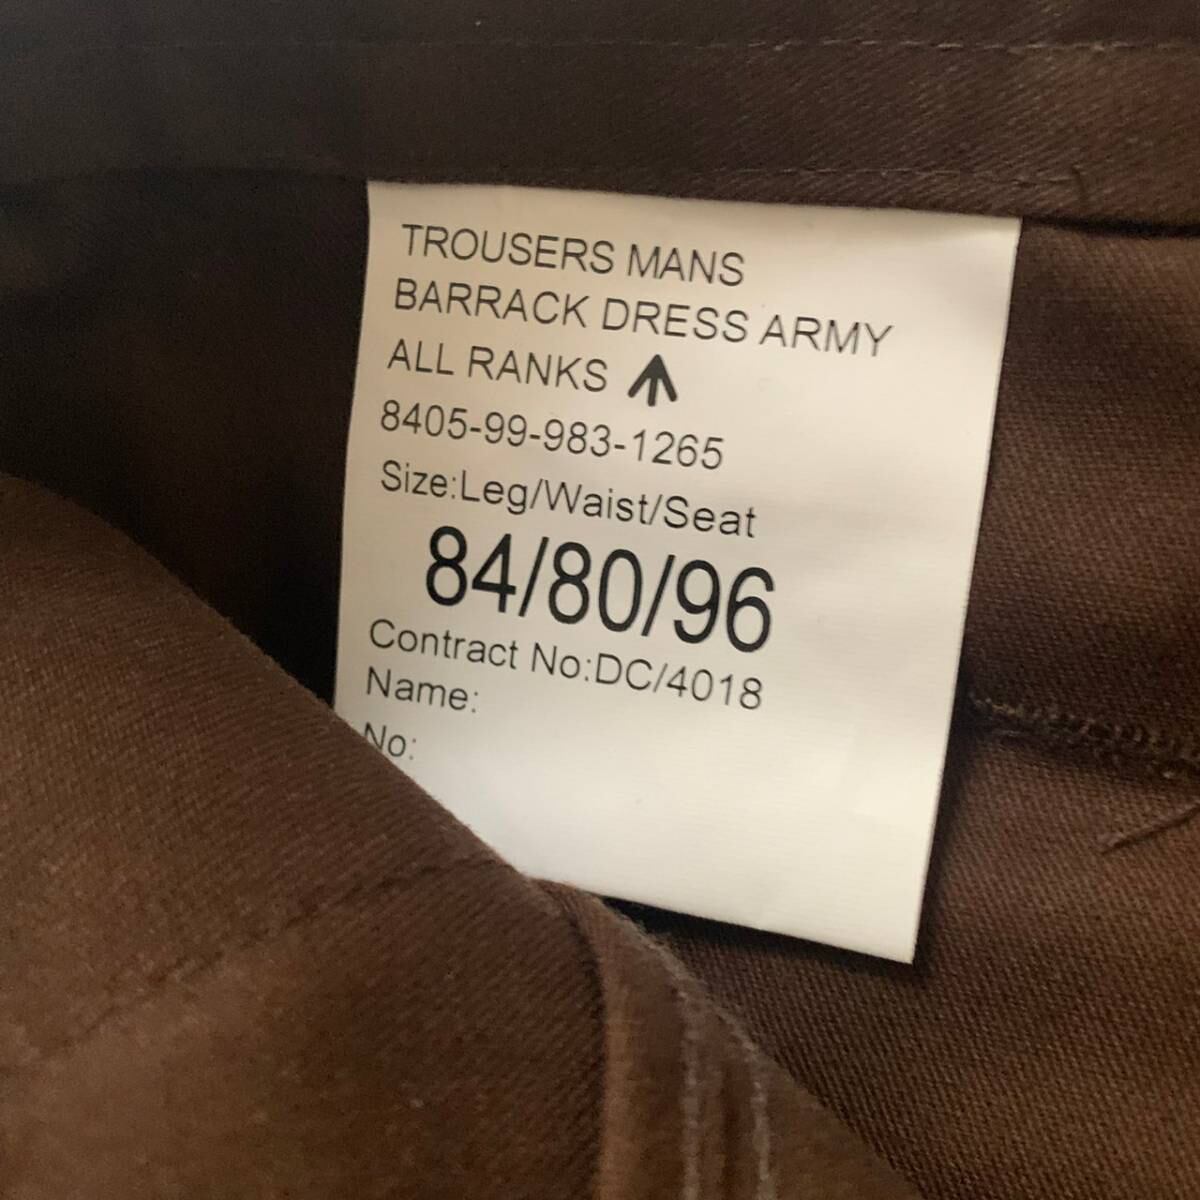 TROUSERS MANS
BARRACK DRESS ARMY
ALL RANKS
8405-99-983-1265
Size:Leg/Waist/Seat
84/80/96
Contract No:DC/4018
Name:
No: